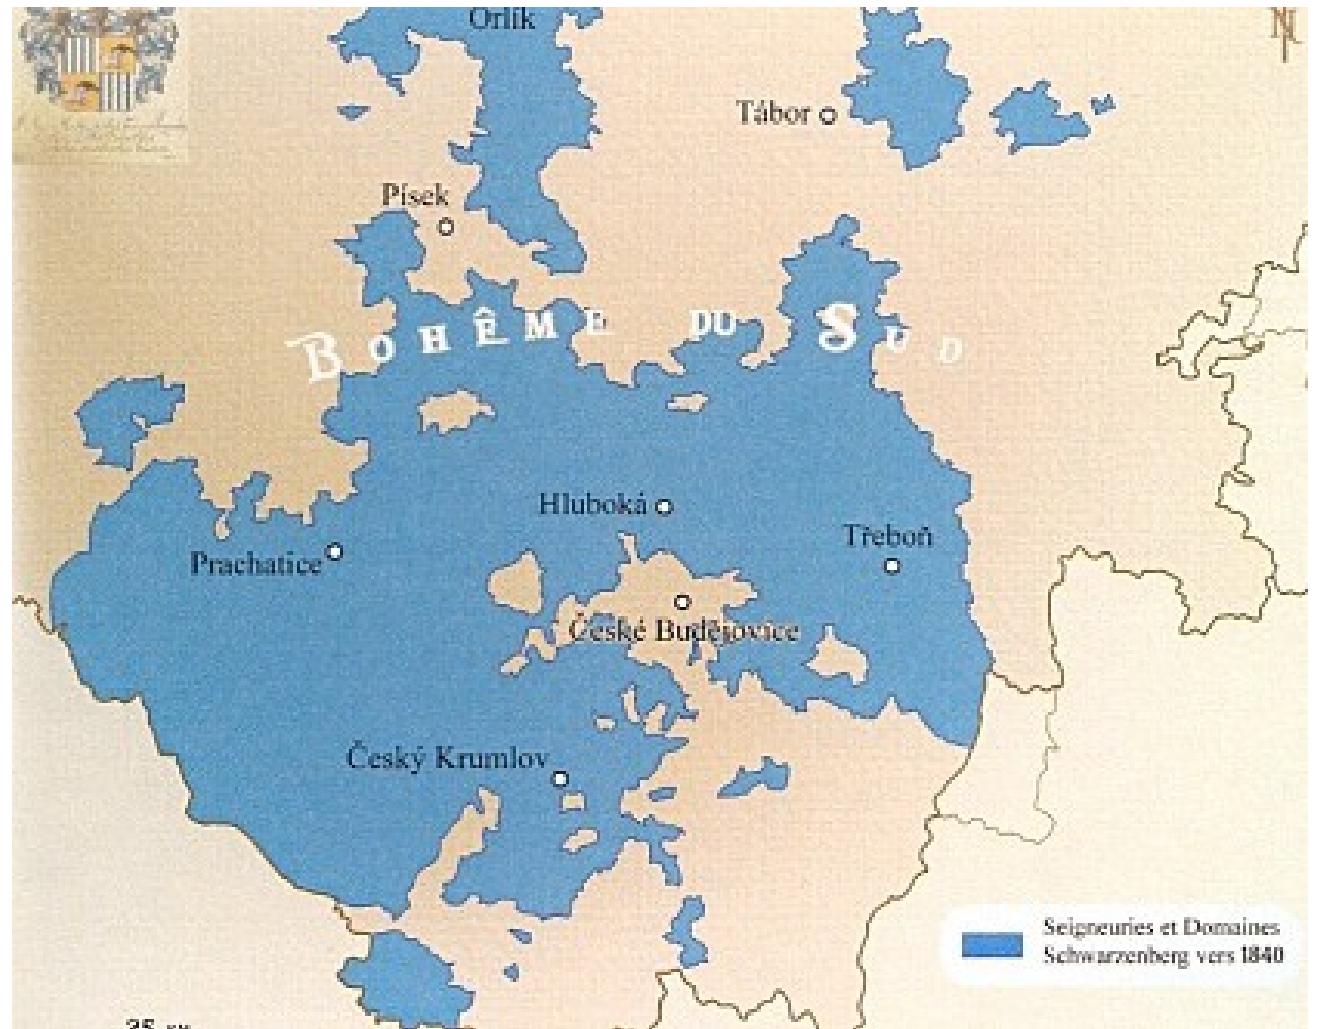 Orlík
Tábor
Písek
BOHÊME DU SUD
Hluboká
Třeboň
Prachatice
České Budějovice
Český Krumlov
Seigneuries et Domaines
Schwarzenberg vers 1840